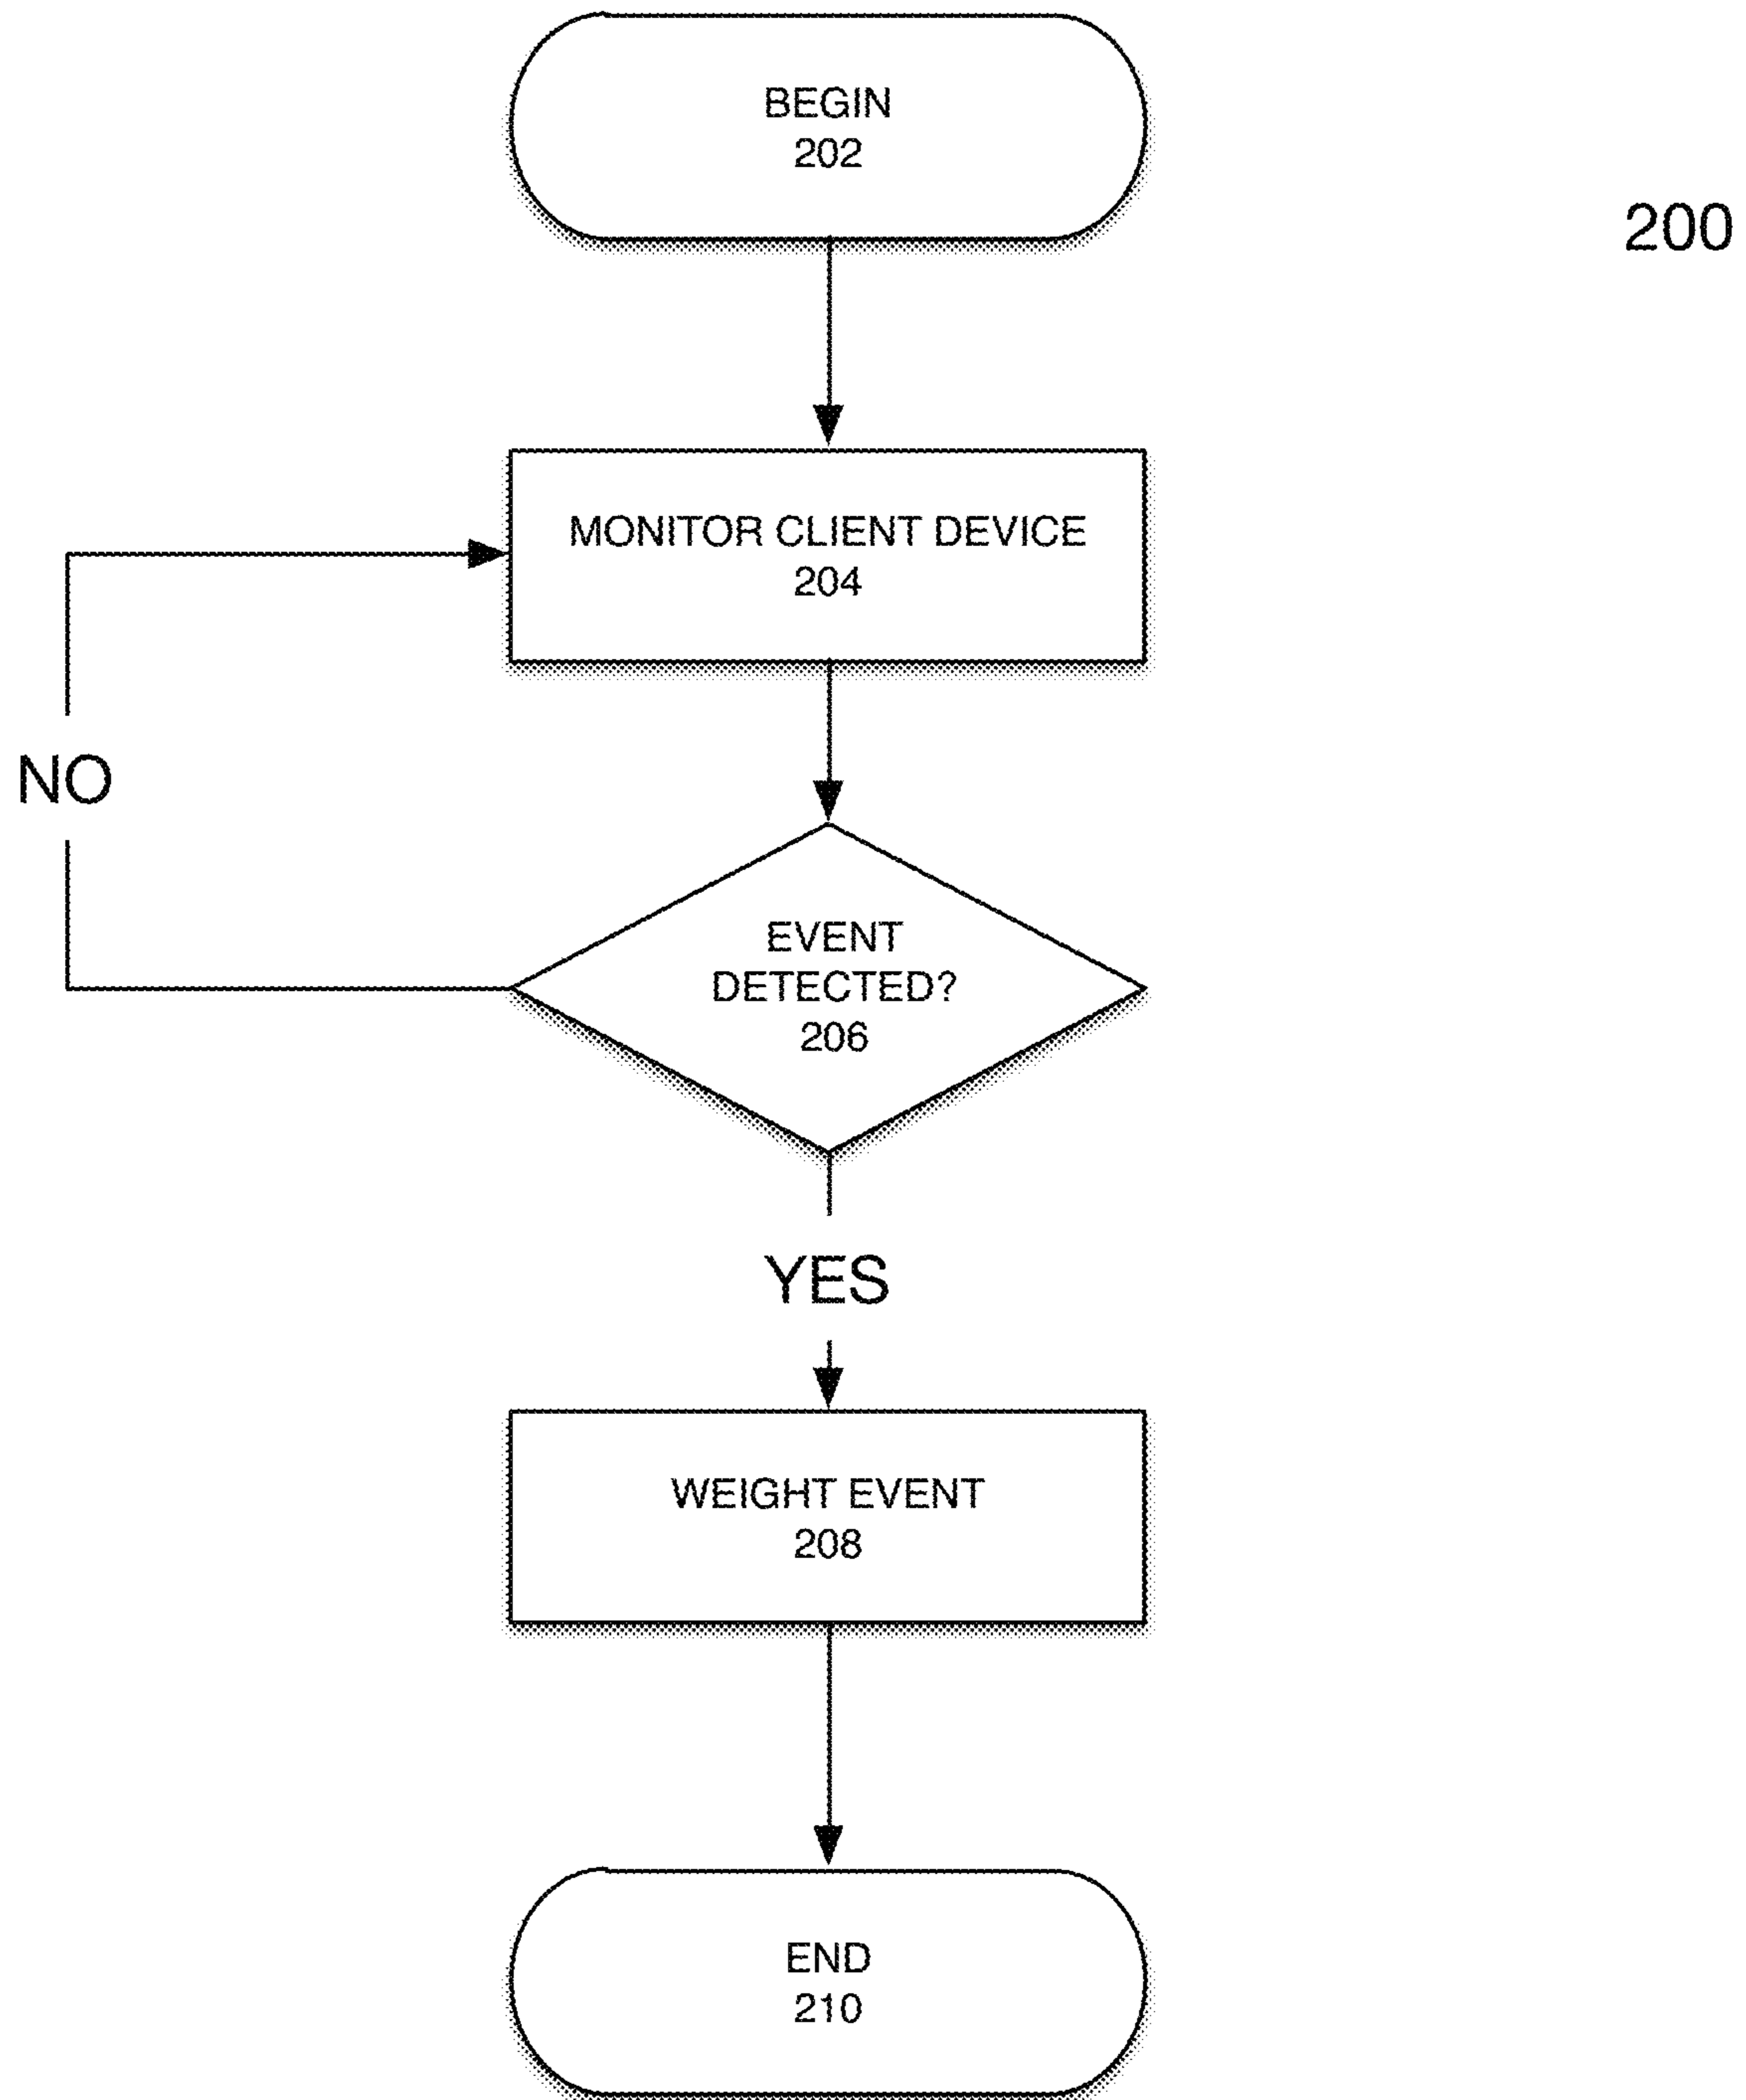 BEGIN
202
200
MONITOR CLIENT DEVICE
204
NO
EVENT
DETECTED?
206
YES
WEIGHT EVENT
208
END
210